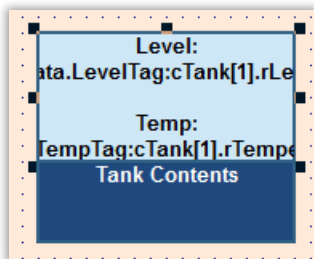 Level:
ata.LevelTag:cTank[1].rLe
Temp:
TempTag:cTank[1].rTempe
Tank Contents